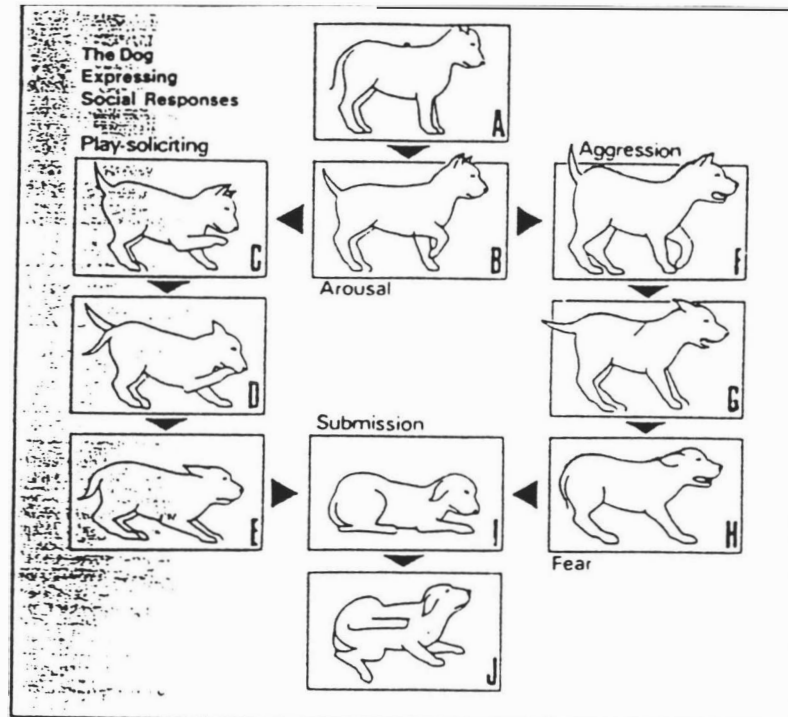 The Dog
Expressing
Social Responses
A
Play-soliciting
Aggression
C
B
F
Arousal
D
G
Submission
E
I
H
Fear
J